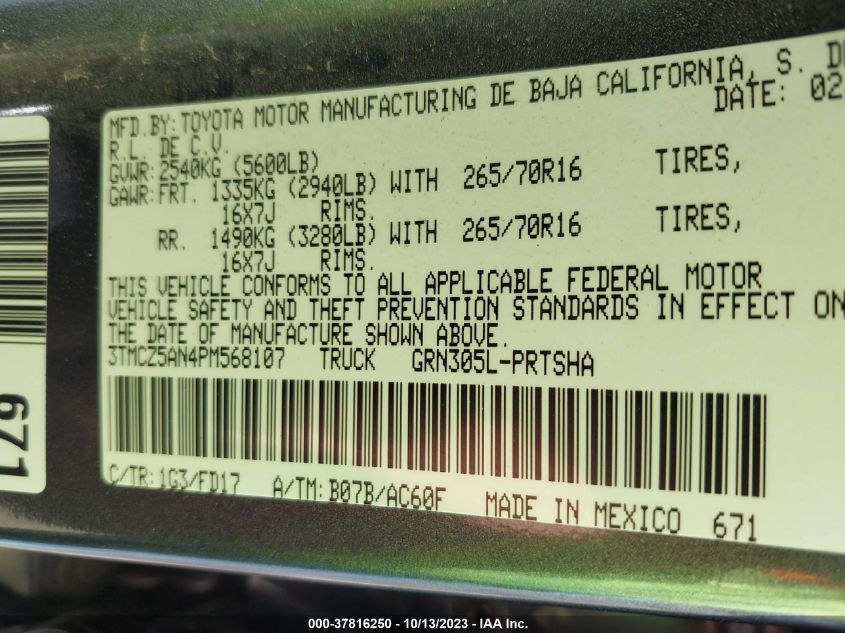 MFD.BY:TOYOTA MOTOR MANUFACTURING DE BAJA CALIFORNIA, S. DE
R.L. DE C.V. DATE: 02
GVWR:2540KG (5600LB)
GAWR:FRT. 1335KG (2940LB) WITH 265/70R16 TIRES,
16X7J RIMS.
RR. 1490KG (3280LB) WITH 265/70R16 TIRES,
16X7J RIMS.
THIS VEHICLE CONFORMS TO ALL APPLICABLE FEDERAL MOTOR
VEHICLE SAFETY AND THEFT PREVENTION STANDARDS IN EFFECT ON
THE DATE OF MANUFACTURE SHOWN ABOVE.
3TMCZ5AN4PM568107 TRUCK GRN305L-PRTSHA
C/TR:1G3/FD17 A/TM:B07B/AC60F MADE IN MEXICO 671
671
000-37816250 - 10/13/2023 - IAA Inc.